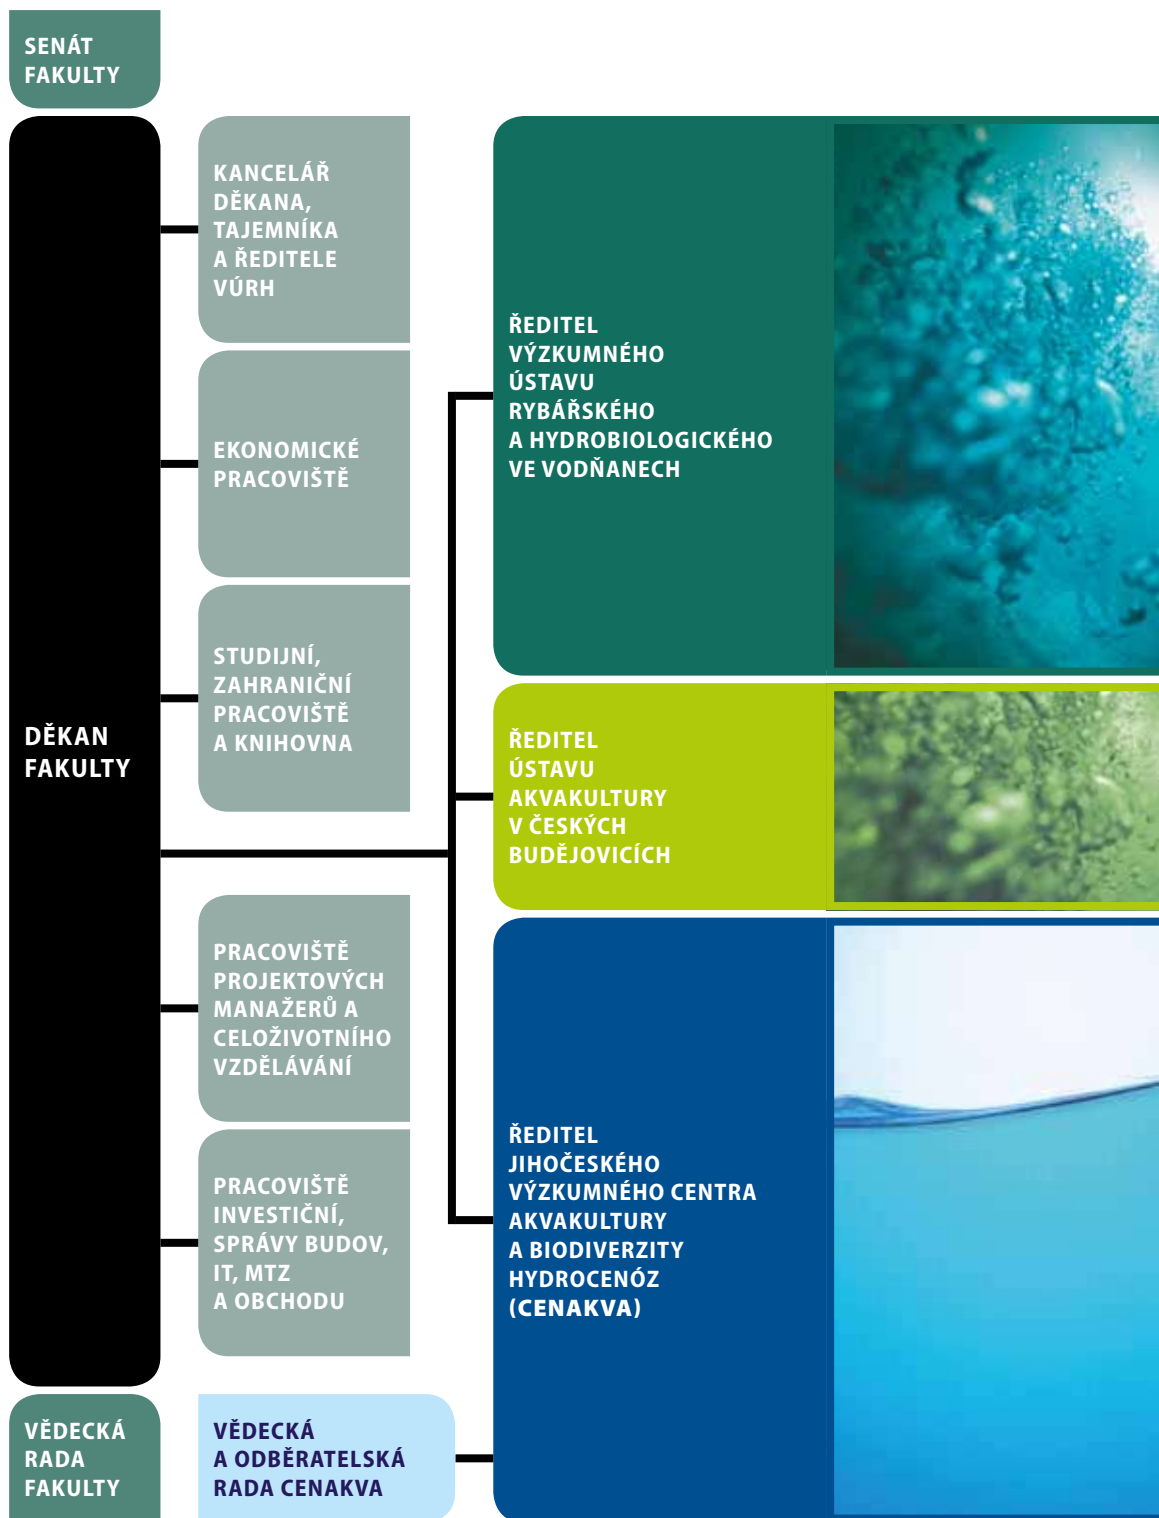 SENÁT
FAKULTY
DĚKAN
FAKULTY
VĚDECKÁ
RADA
FAKULTY
KANCELÁŘ
DĚKANA,
TAJEMNÍKA
A ŘEDITELE
VÚRH
EKONOMICKÉ
PRACOVIŠTĚ
STUDIJNÍ,
ZAHRANIČNÍ
PRACOVIŠTĚ
A KNIHOVNA
PRACOVIŠTĚ
PROJEKTOVÝCH
MANAŽERŮ A
CELOŽIVOTNÍHO
VZDĚLÁVÁNÍ
PRACOVIŠTĚ
INVESTIČNÍ,
SPRÁVY BUDOV,
IT, MTZ
A OBCHODU
VĚDECKÁ
A ODBĚRATELSKÁ
RADA CENAKVA
ŘEDITEL
VÝZKUMNÉHO
ÚSTAVU
RYBÁŘSKÉHO
A HYDROBIOLOGICKÉHO
VE VODŇANECH
ŘEDITEL
ÚSTAVU
AKVAKULTURY
V ČESKÝCH
BUDĚJOVICÍCH
ŘEDITEL
JIHOČESKÉHO
VÝZKUMNÉHO CENTRA
AKVAKULTURY
A BIODIVERZITY
HYDROCENÓZ
(CENAKVA)